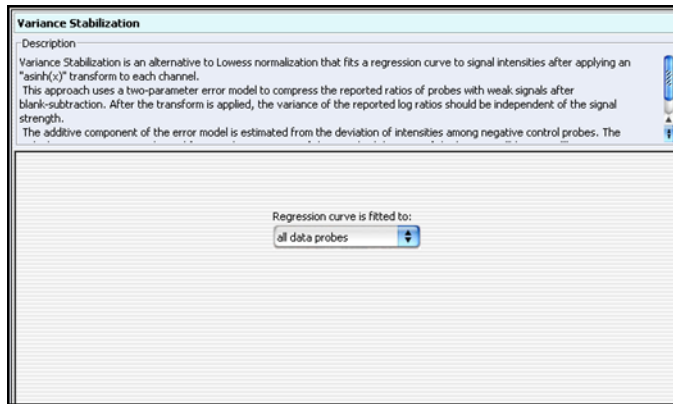 Variance Stabilization
Description
Variance Stabilization is an alternative to Lowess normalization that fits a regression curve to signal intensities after applying an
"asinh(x)" transform to each channel.
This approach uses a two-parameter error model to compress the reported ratios of probes with weak signals after
blank-subtraction. After the transform is applied, the variance of the reported log ratios should be independent of the signal
strength.
The additive component of the error model is estimated from the deviation of intensities among negative control probes. The
Regression curve is fitted to:
all data probes